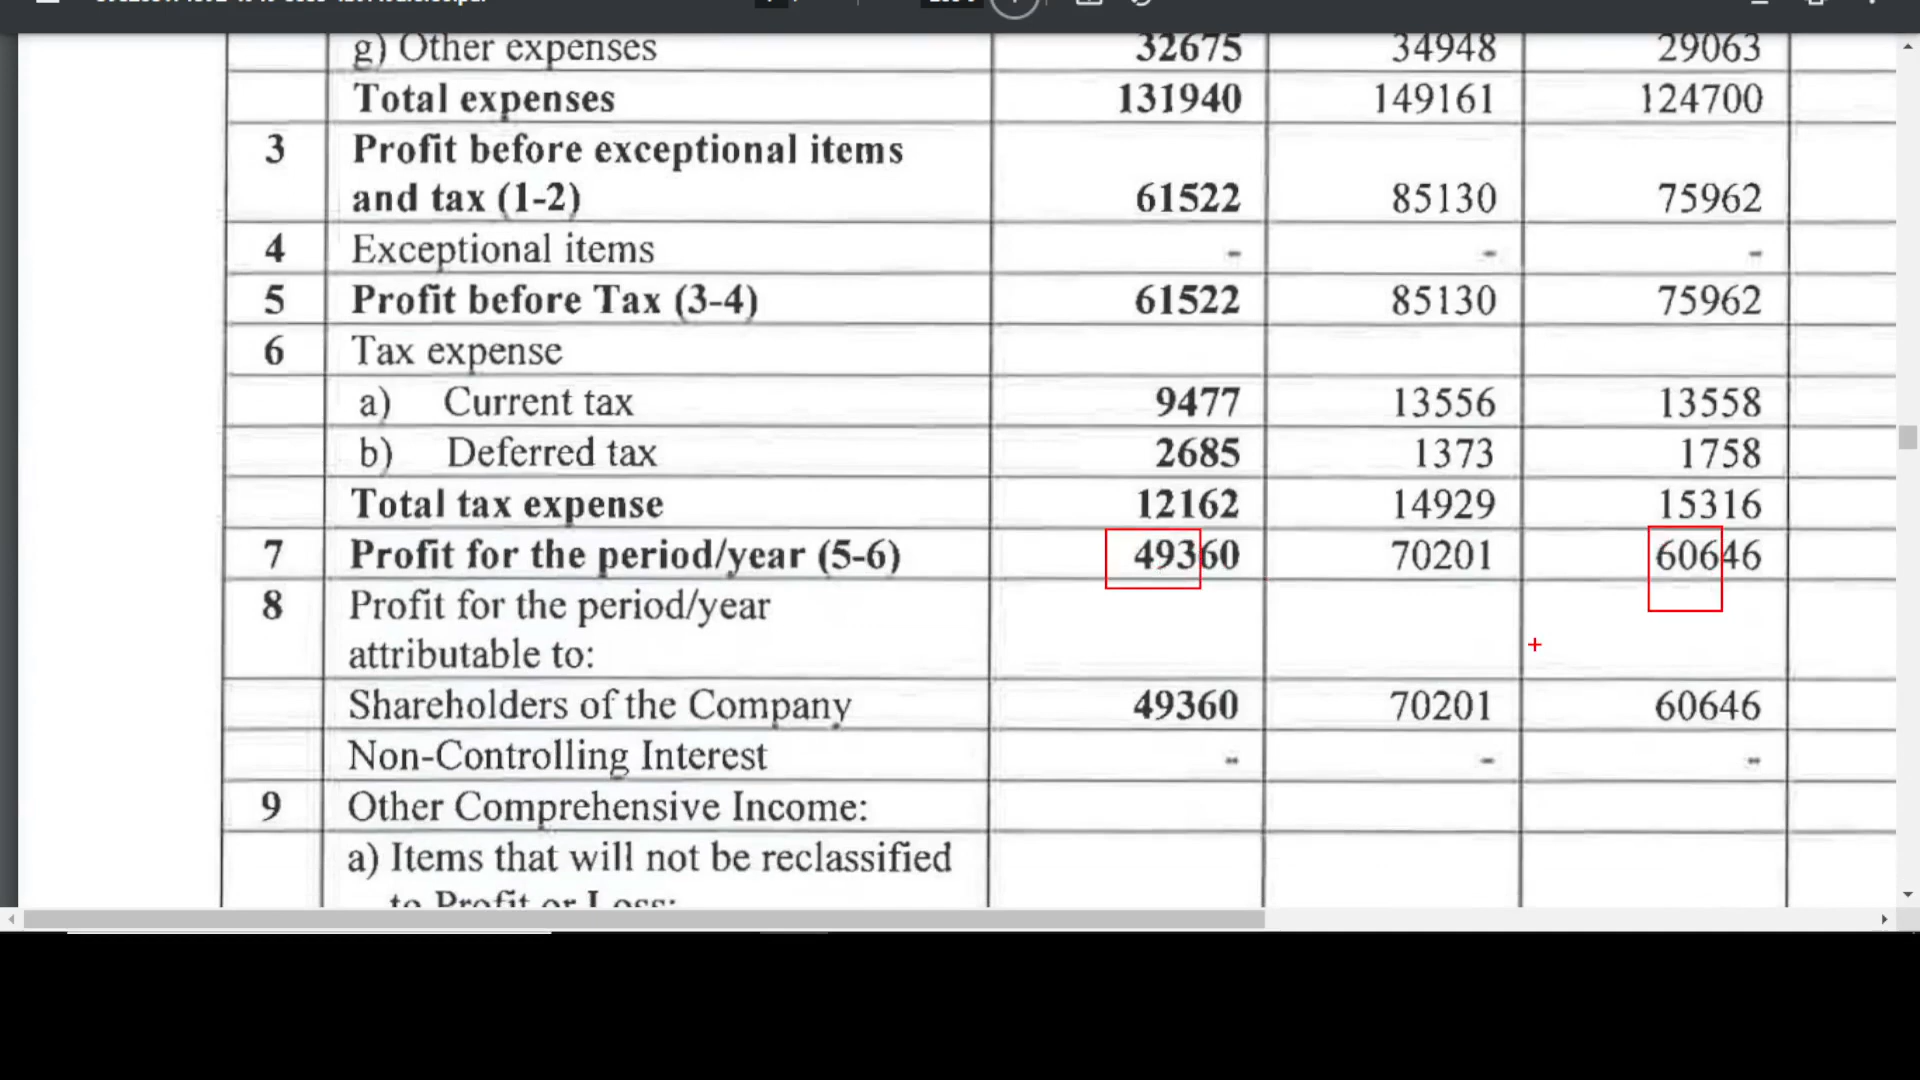 g) Other expenses 32675 34948 29063
Total expenses 131940 149161 124700
3 Profit before exceptional items
and tax (1-2) 61522 85130 75962
4 Exceptional items - - -
5 Profit before Tax (3-4) 61522 85130 75962
6 Tax expense
a) Current tax 9477 13556 13558
b) Deferred tax 2685 1373 1758
Total tax expense 12162 14929 15316
7 Profit for the period/year (5-6) 49360 70201 60646
8 Profit for the period/year
attributable to:
Shareholders of the Company 49360 70201 60646
Non-Controlling Interest - - -
9 Other Comprehensive Income:
a) Items that will not be reclassified
to Profit or Loss: